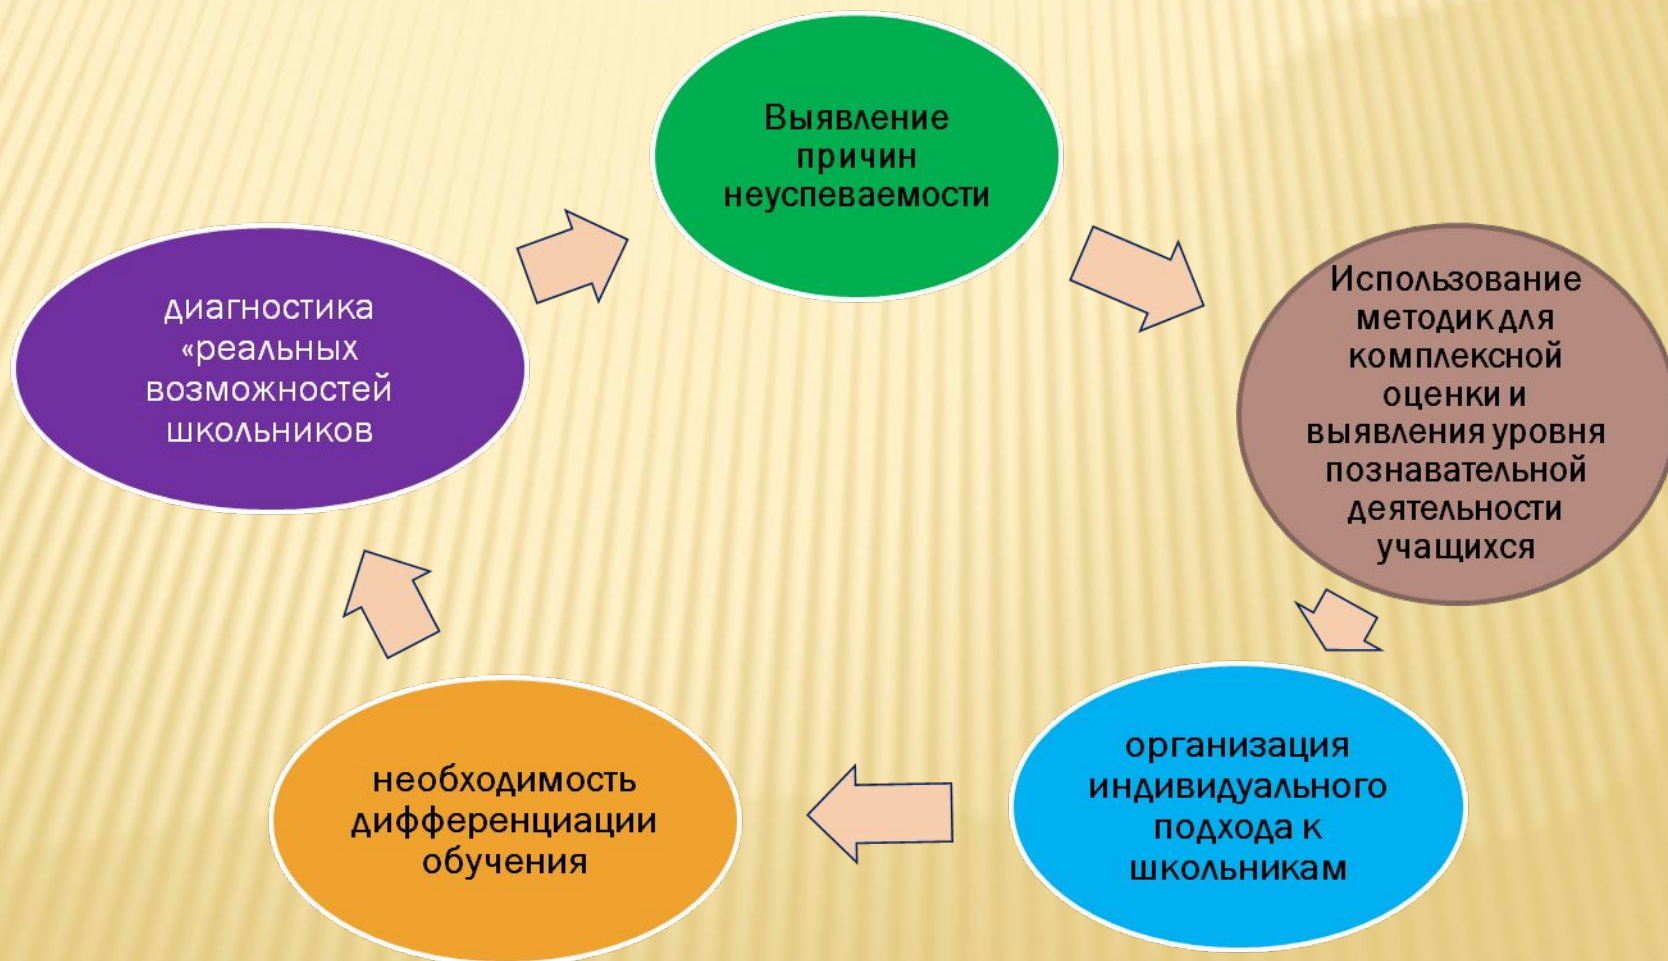 Выявление
причин
неуспеваемости
Использование
методик для
комплексной
оценки и
выявления уровня
познавательной
деятельности
учащихся
организация
индивидуального
подхода к
школьникам
необходимость
дифференциации
обучения
диагностика
«реальных
возможностей
школьников